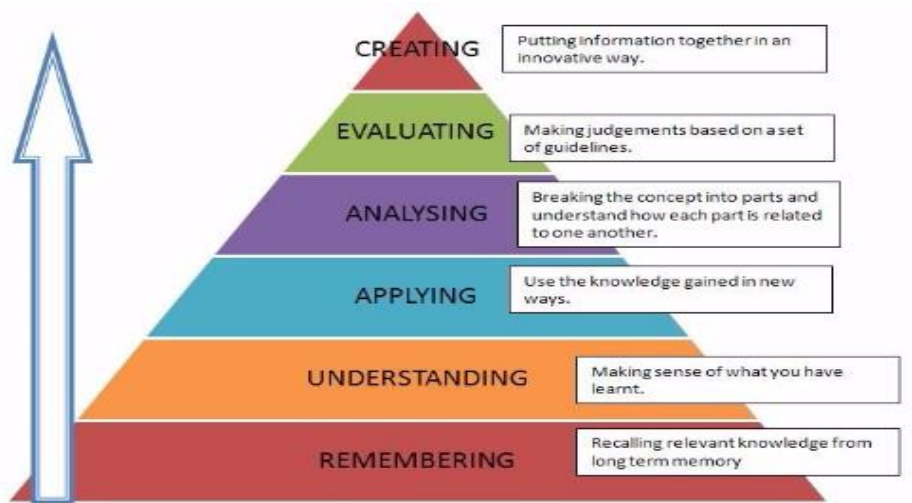 CREATING
Putting information together in an
innovative way.
EVALUATING
Making judgements based on a set
of guidelines.
ANALYSING
Breaking the concept into parts and
understand how each part is related
to one another.
APPLYING
Use the knowledge gained in new
ways.
UNDERSTANDING
Making sense of what you have
learnt.
REMEMBERING
Recalling relevant knowledge from
long term memory